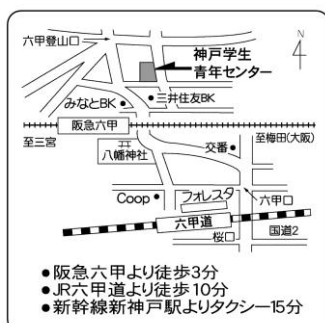 六甲登山口
N
4
神戸学生
青年センター
みなとBK
三井住友BK
阪急六甲
至三宮
至梅田(大阪)
八幡神社
交番
Coop
フォレスタ
六甲口
六甲道
桜口
国道2
●阪急六甲より徒歩3分
●JR六甲道より徒歩10分
●新幹線新神戸駅よりタクシー15分